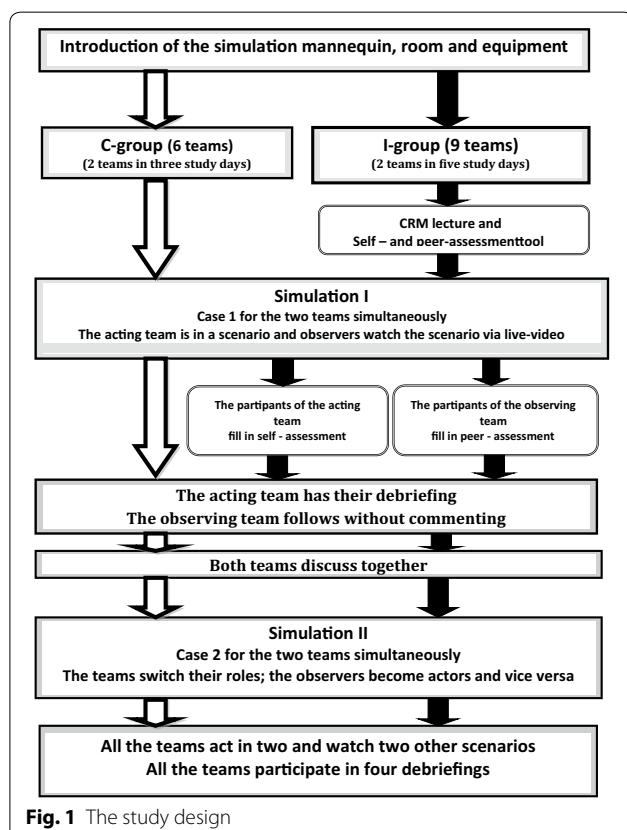 Introduction of the simulation mannequin, room and equipment
C-group (6 teams)
(2 teams in three study days)
I-group (9 teams)
(2 teams in five study days)
CRM lecture and
Self – and peer-assessmenttool
Simulation I
Case 1 for the two teams simultaneously
The acting team is in a scenario and observers watch the scenario via live-video
The partipants of the acting
team
fill in self - assessment
The partipants of the observing
team
fill in peer - assessment
The acting team has their debriefing
The observing team follows without commenting
Both teams discuss together
Simulation II
Case 2 for the two teams simultaneously
The teams switch their roles; the observers become actors and vice versa
All the teams act in two and watch two other scenarios
All the teams participate in four debriefings
Fig. 1 The study design